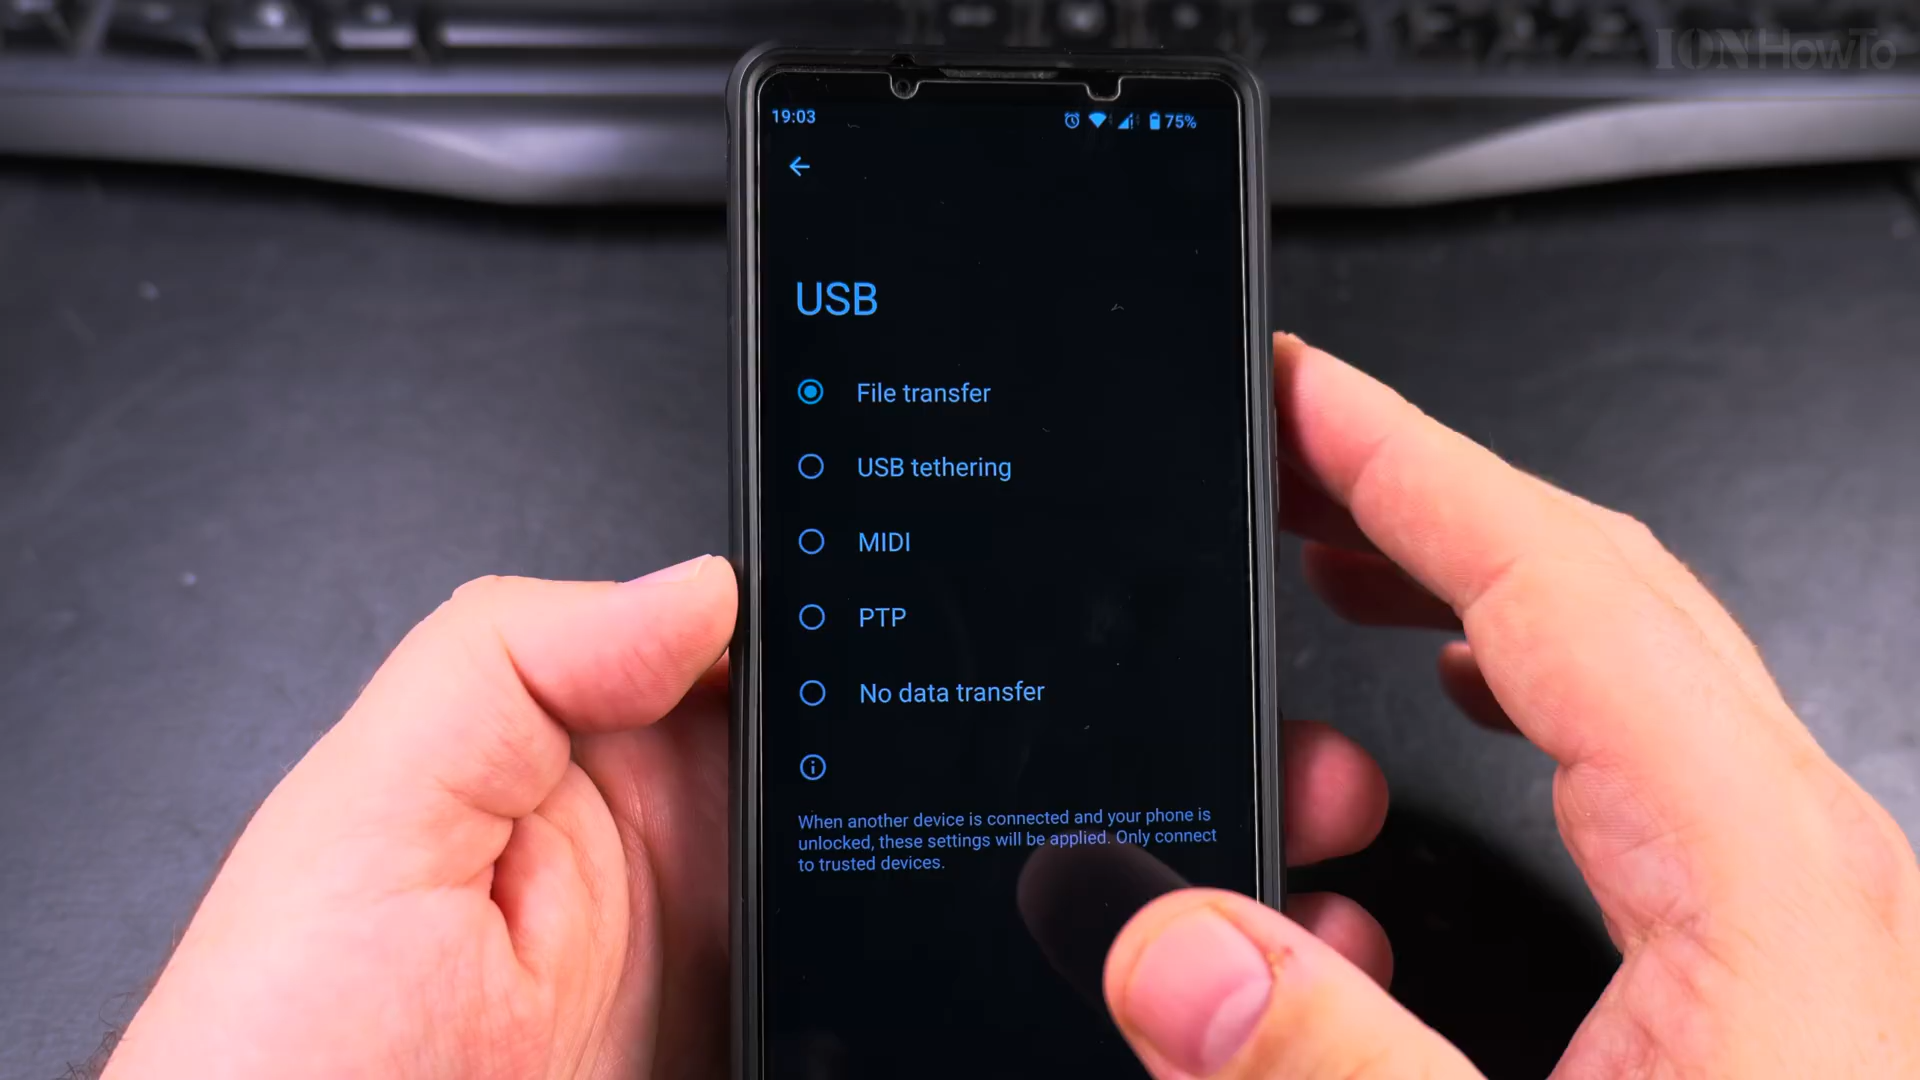 IONHowTo
19:03
75%
USB
File transfer
USB tethering
MIDI
PTP
No data transfer
When another device is connected and your phone is
unlocked, these settings will be applied. Only connect
to trusted devices.